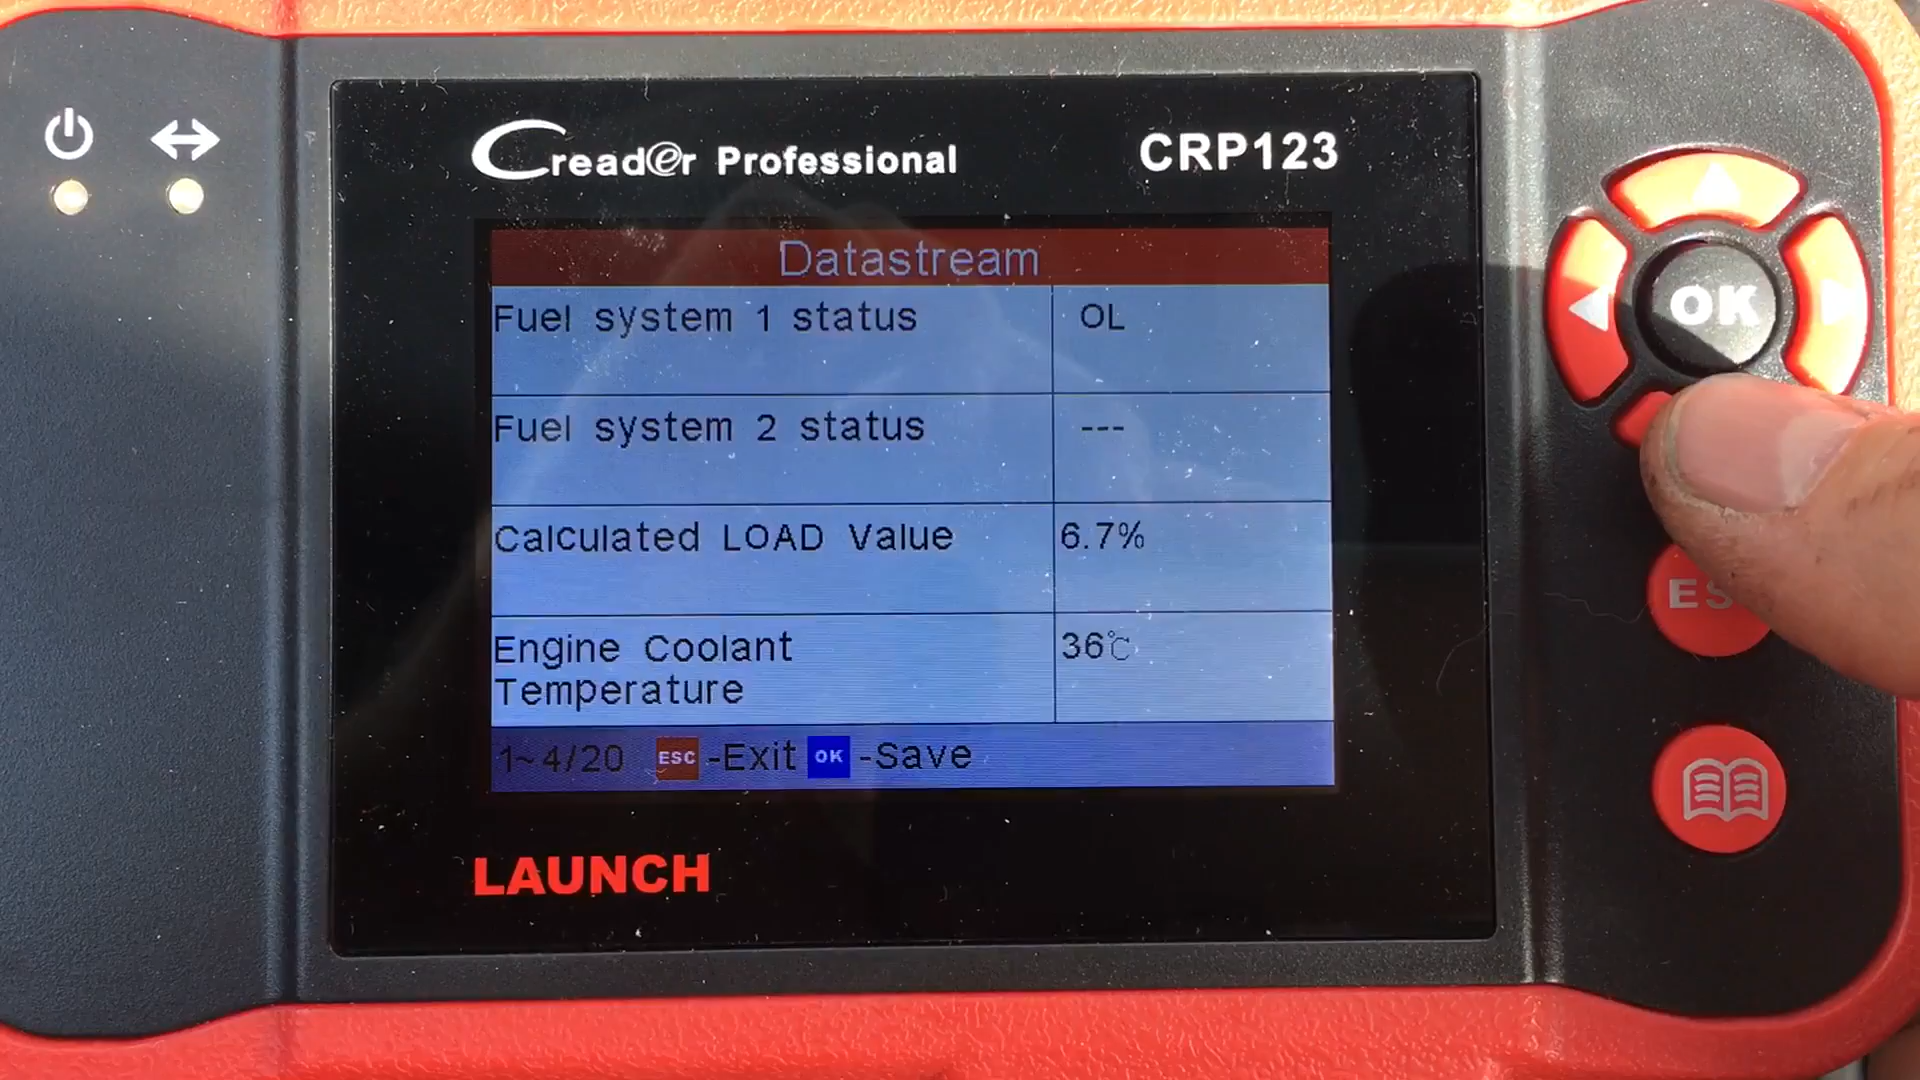 Creader Professional
CRP123
Datastream
Fuel system 1 status OL
Fuel system 2 status ---
Calculated LOAD Value 6.7%
Engine Coolant 36℃
Temperature
1~4/20 ESC -Exit OK -Save
LAUNCH
OK